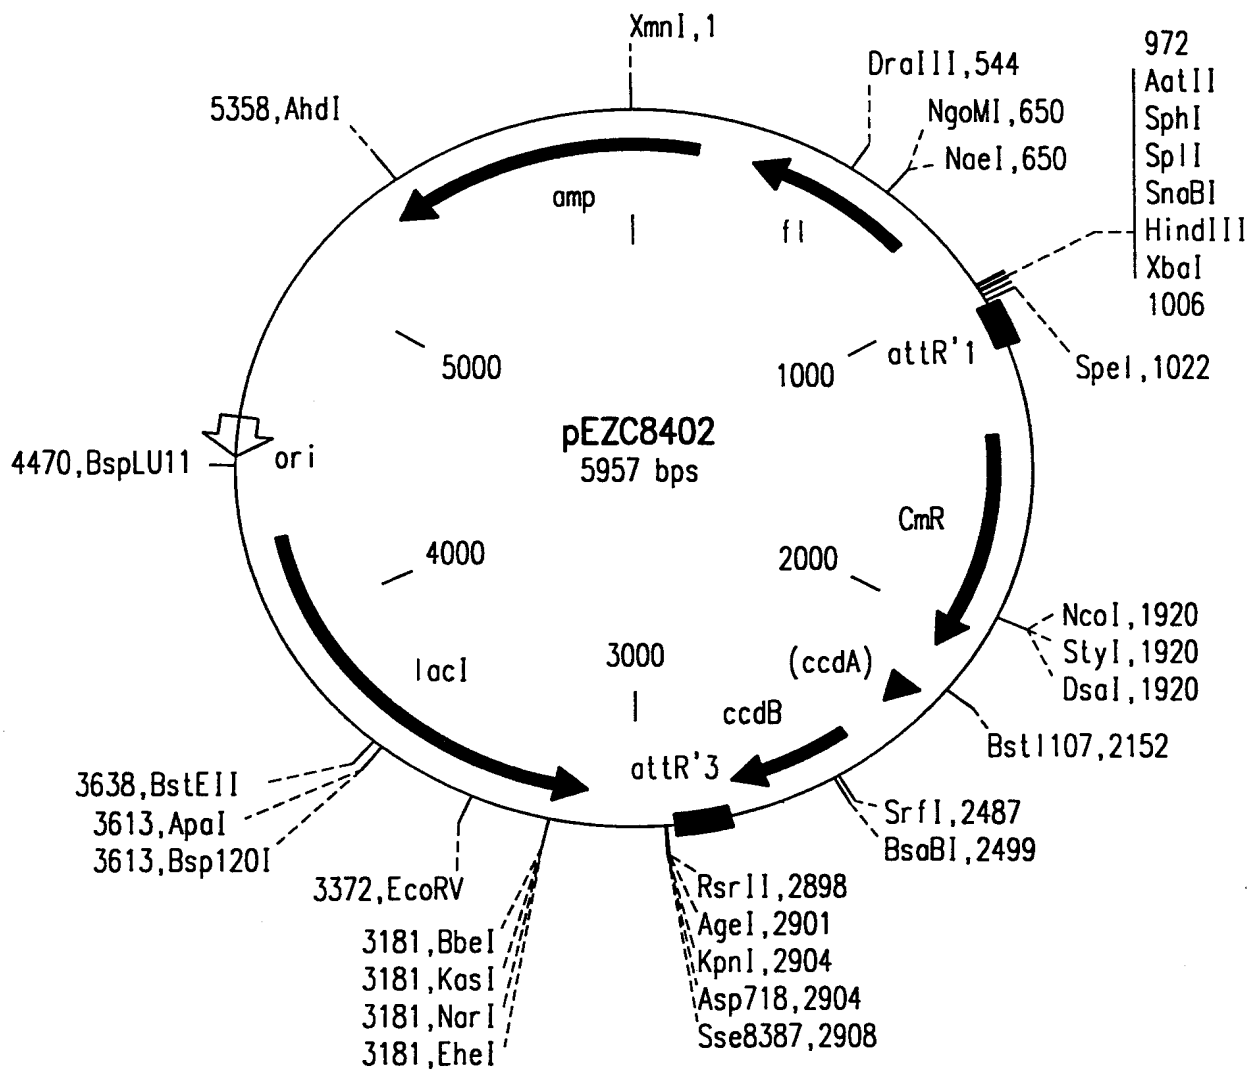 XmnI,1
972
DraIII,544
AatII
5358,AhdI
NgoMI,650
SphI
NaeI,650
SplI
amp
SnaBI
f1
HindIII
XbaI
1006
attR'1
5000
1000
SpeI,1022
pEZC8402
5957 bps
4470,BspLU11
ori
CmR
4000
2000
NcoI,1920
StyI,1920
DsaI,1920
lacI
3000
(ccdA)
ccdB
BstI107,2152
attR'3
3638,BstEII
3613,ApaI
3613,Bsp120I
SrfI,2487
BsaBI,2499
3372,EcoRV
RsrII,2898
AgeI,2901
KpnI,2904
Asp718,2904
Sse8387,2908
3181,BbeI
3181,KasI
3181,NarI
3181,EheI